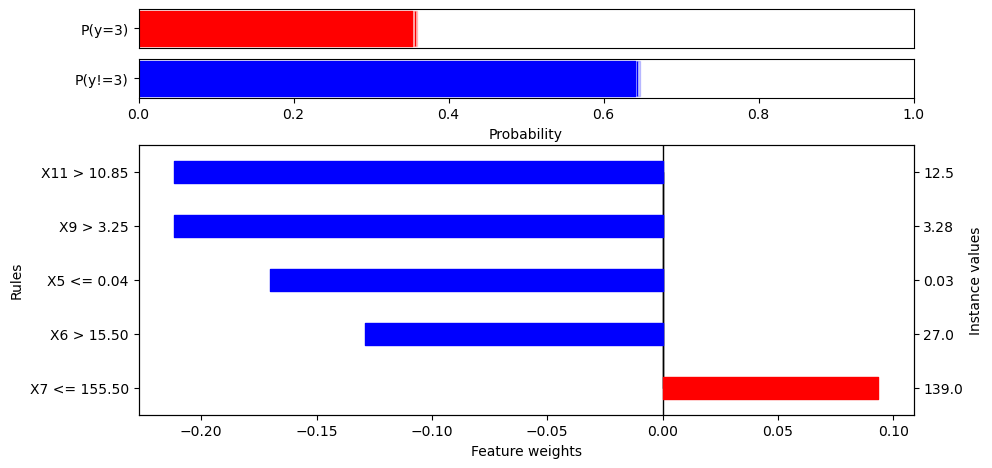 P(y=3)
P(y!=3)
0.0 0.2 0.4 0.6 0.8 1.0
Probability
X11 > 10.85 12.5
X9 > 3.25 3.28
X5 <= 0.04 0.03
X6 > 15.50 27.0
X7 <= 155.50 139.0
Rules
Instance values
−0.20 −0.15 −0.10 −0.05 0.00 0.05 0.10
Feature weights